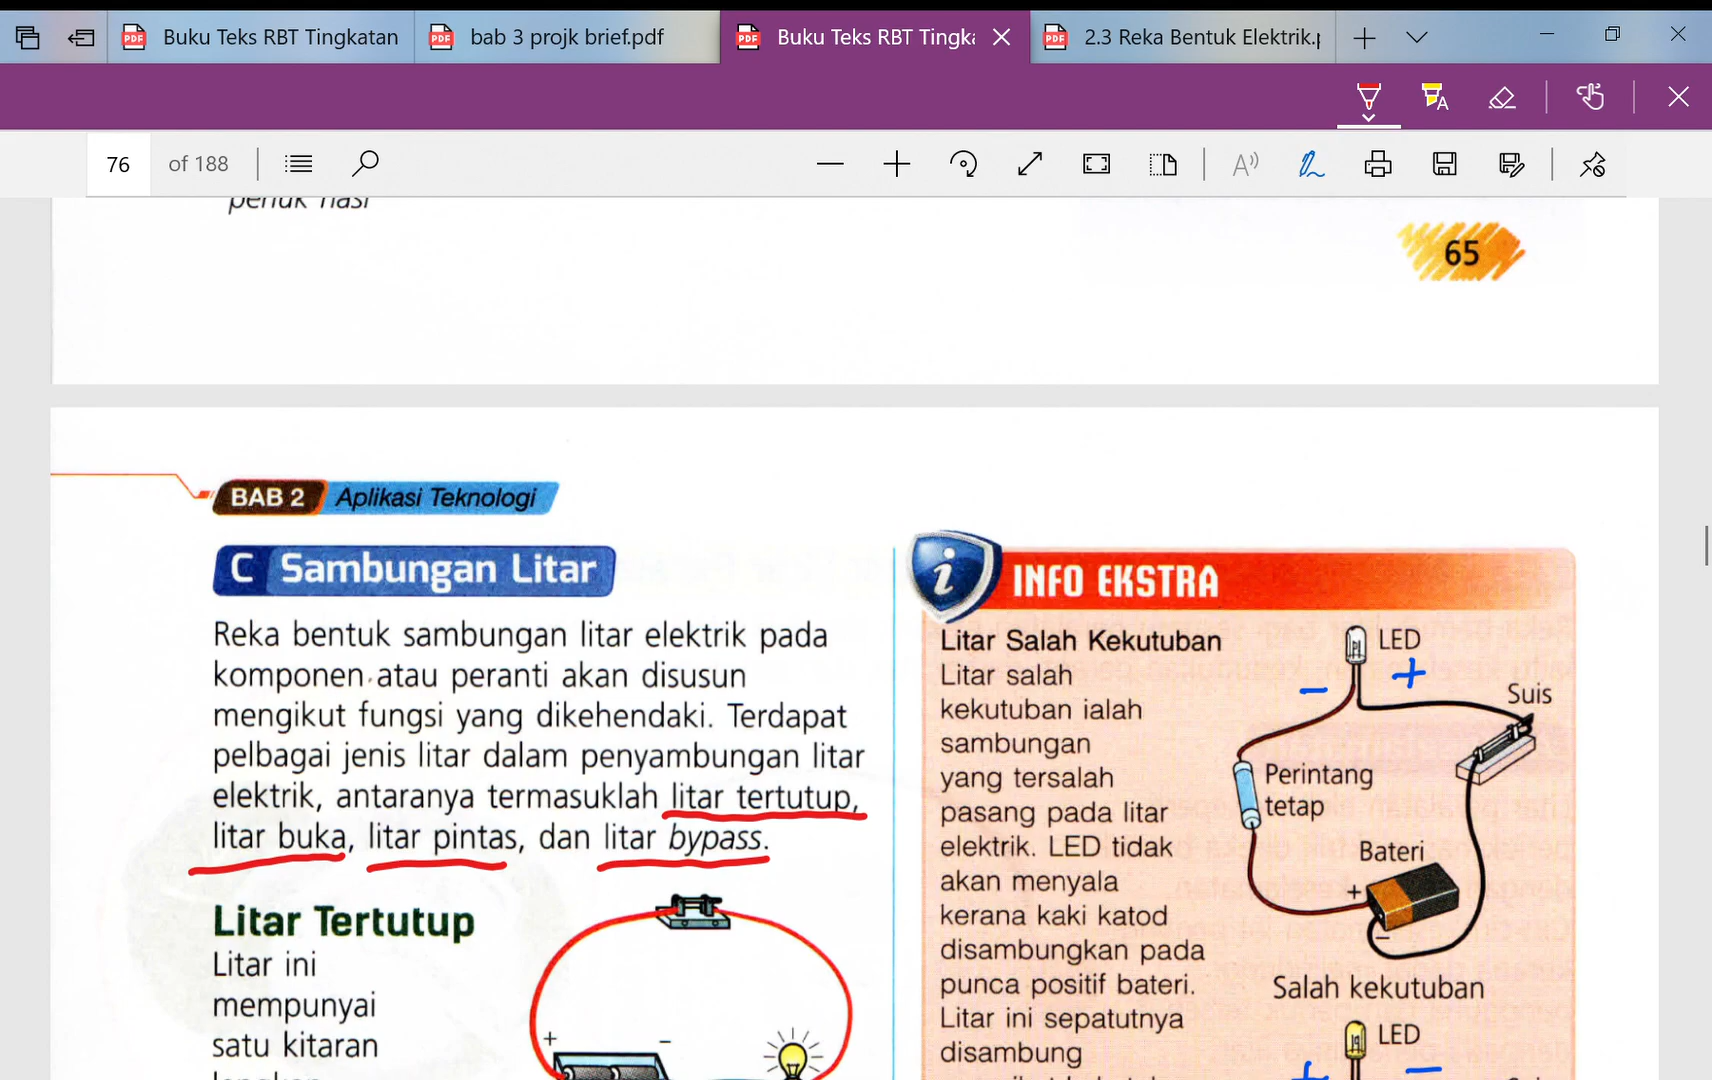 Buku Teks RBT Tingkatan
bab 3 projk brief.pdf
Buku Teks RBT Tingka
2.3 Reka Bentuk Elektrik.p
76 of 188
periuk nasi
65
BAB 2 Aplikasi Teknologi
C Sambungan Litar
Reka bentuk sambungan litar elektrik pada
komponen atau peranti akan disusun
mengikut fungsi yang dikehendaki. Terdapat
pelbagai jenis litar dalam penyambungan litar
elektrik, antaranya termasuklah litar tertutup,
litar buka, litar pintas, dan litar bypass.
Litar Tertutup
Litar ini
mempunyai
satu kitaran
+ −
INFO EKSTRA
Litar Salah Kekutuban
Litar salah
kekutuban ialah
sambungan
yang tersalah
pasang pada litar
elektrik. LED tidak
akan menyala
kerana kaki katod
disambungkan pada
punca positif bateri.
Litar ini sepatutnya
disambung
LED
− +
Suis
Perintang
tetap
Bateri
+
−
Salah kekutuban
LED
+ −